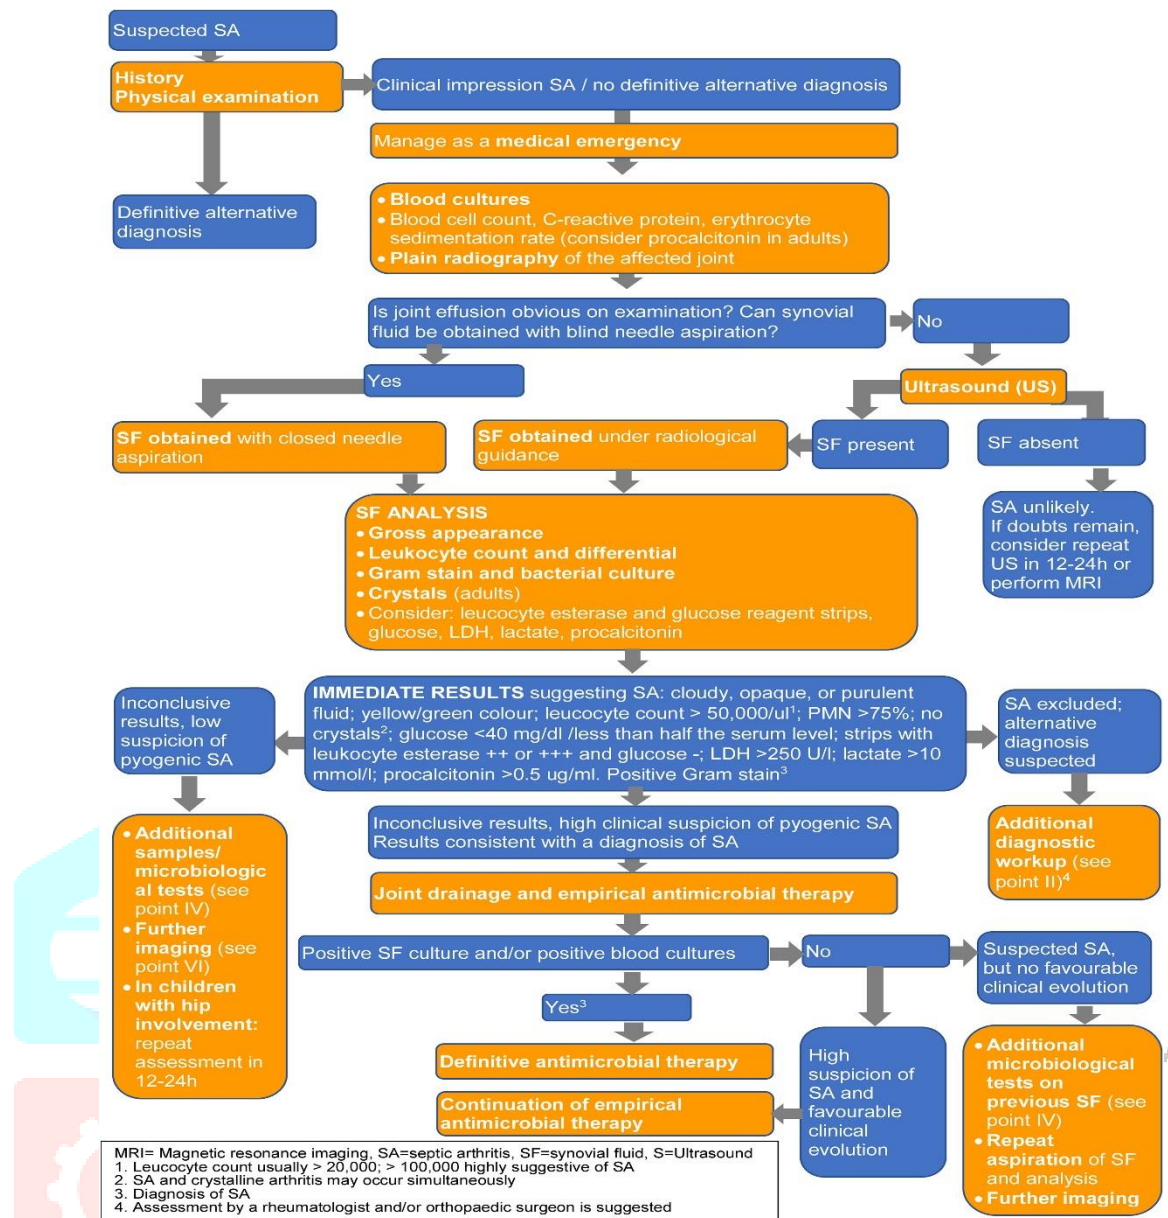 Suspected SA
History
Physical examination
Clinical impression SA / no definitive alternative diagnosis
Manage as a medical emergency
Definitive alternative
diagnosis
• Blood cultures
• Blood cell count, C-reactive protein, erythrocyte
sedimentation rate (consider procalcitonin in adults)
• Plain radiography of the affected joint
Is joint effusion obvious on examination? Can synovial
fluid be obtained with blind needle aspiration?
No
Yes
Ultrasound (US)
SF obtained with closed needle
aspiration
SF obtained under radiological
guidance
SF present
SF absent
SA unlikely.
If doubts remain,
consider repeat
US in 12-24h or
perform MRI
SF ANALYSIS
• Gross appearance
• Leukocyte count and differential
• Gram stain and bacterial culture
• Crystals (adults)
• Consider: leucocyte esterase and glucose reagent strips,
glucose, LDH, lactate, procalcitonin
Inconclusive
results, low
suspicion of
pyogenic SA
IMMEDIATE RESULTS suggesting SA: cloudy, opaque, or purulent
fluid; yellow/green colour; leucocyte count > 50,000/ul¹; PMN >75%; no
crystals²; glucose <40 mg/dl /less than half the serum level; strips with
leukocyte esterase ++ or +++ and glucose -; LDH >250 U/l; lactate >10
mmol/l; procalcitonin >0.5 ug/ml. Positive Gram stain³
SA excluded;
alternative
diagnosis
suspected
• Additional
samples/
microbiologic
al tests (see
point IV)
• Further
imaging (see
point VI)
• In children
with hip
involvement:
repeat
assessment in
12-24h
Inconclusive results, high clinical suspicion of pyogenic SA
Results consistent with a diagnosis of SA
Additional
diagnostic
workup (see
point II)⁴
Joint drainage and empirical antimicrobial therapy
Positive SF culture and/or positive blood cultures
No
Suspected SA,
but no favourable
clinical evolution
Yes³
Definitive antimicrobial therapy
Continuation of empirical
antimicrobial therapy
High
suspicion of
SA and
favourable
clinical
evolution
• Additional
microbiological
tests on
previous SF (see
point IV)
• Repeat
aspiration of SF
and analysis
• Further imaging
MRI= Magnetic resonance imaging, SA=septic arthritis, SF=synovial fluid, S=Ultrasound
1. Leucocyte count usually > 20,000; > 100,000 highly suggestive of SA
2. SA and crystalline arthritis may occur simultaneously
3. Diagnosis of SA
4. Assessment by a rheumatologist and/or orthopaedic surgeon is suggested